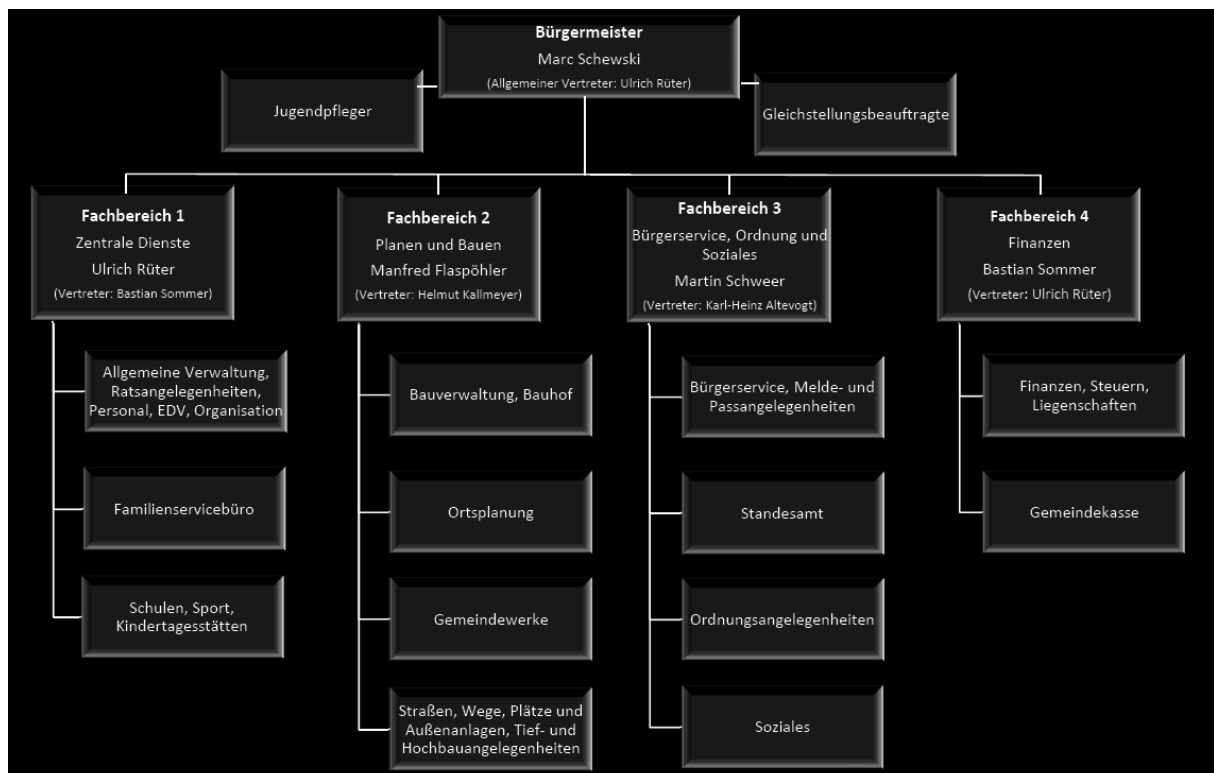 Bürgermeister
Marc Schewski
(Allgemeiner Vertreter: Ulrich Rüter)
Jugendpfleger
Gleichstellungsbeauftragte
Fachbereich 1
Zentrale Dienste
Ulrich Rüter
(Vertreter: Bastian Sommer)
Allgemeine Verwaltung,
Ratsangelegenheiten,
Personal, EDV, Organisation
Familienservicebüro
Schulen, Sport,
Kindertagesstätten
Fachbereich 2
Planen und Bauen
Manfred Flaspöhler
(Vertreter: Helmut Kallmeyer)
Bauverwaltung, Bauhof
Ortsplanung
Gemeindewerke
Straßen, Wege, Plätze und
Außenanlagen, Tief- und
Hochbauangelegenheiten
Fachbereich 3
Bürgerservice, Ordnung und
Soziales
Martin Schweer
(Vertreter: Karl-Heinz Altevogt)
Bürgerservice, Melde- und
Passangelegenheiten
Standesamt
Ordnungsangelegenheiten
Soziales
Fachbereich 4
Finanzen
Bastian Sommer
(Vertreter: Ulrich Rüter)
Finanzen, Steuern,
Liegenschaften
Gemeindekasse